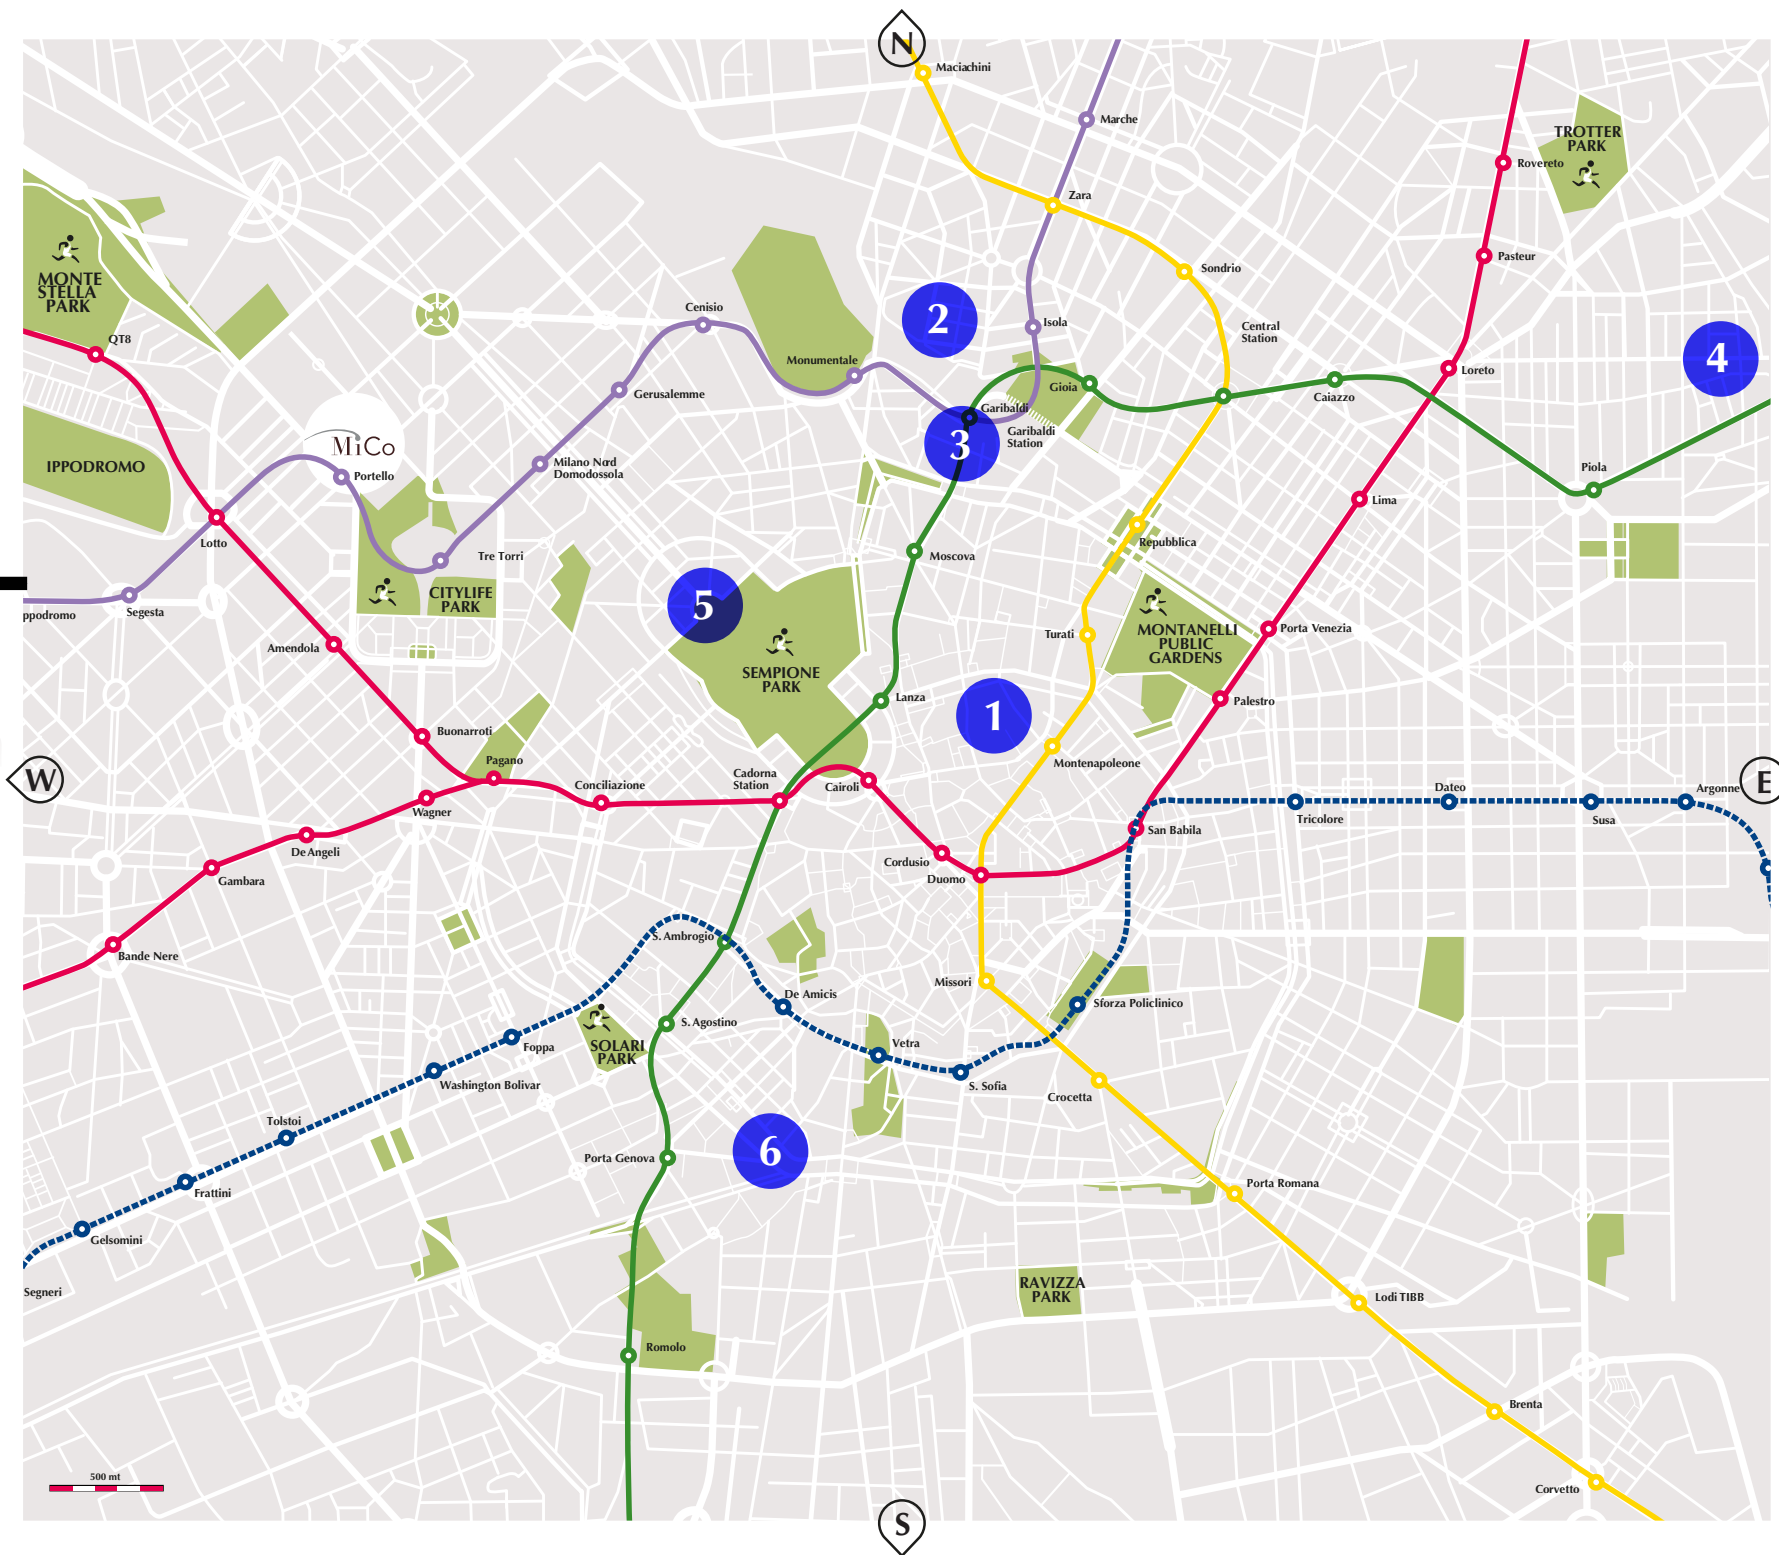 N
Maciachini
Marche
TROTTER
PARK
Rovereto
Zara
MONTE
STELLA
PARK
Pasteur
Sondrio
Cenisio
2
Isola
Central
Station
QT8
Monumentale
4
Loreto
Gerusalemme
Gioia
Caiazzo
Garibaldi
Garibaldi
Station
3
MiCo
IPPODROMO
Portello
Milano Nord
Domodossola
Piola
Lima
Lotto
Tre Torri
Moscova
Repubblica
CITYLIFE
PARK
5
ppodromo
Segesta
Amendola
Turati
MONTANELLI
PUBLIC
GARDENS
Porta Venezia
SEMPIONE
PARK
Lanza
1
Palestro
Buonarroti
Pagano
Montenapoleone
W
Conciliazione
Cadorna
Station
Cairoli
Dateo
Argonne
E
Wagner
Tricolore
Susa
San Babila
De Angeli
Cordusio
Duomo
Gambara
S. Ambrogio
Bande Nere
Missori
De Amicis
Sforza Policlinico
S. Agostino
Foppa
SOLARI
PARK
Vetra
Washington Bolivar
S. Sofia
Crocetta
Tolstoi
6
Porta Genova
Frattini
Porta Romana
Gelsomini
Segneri
RAVIZZA
PARK
Lodi TIBB
Romolo
Brenta
500 mt
Corvetto
S